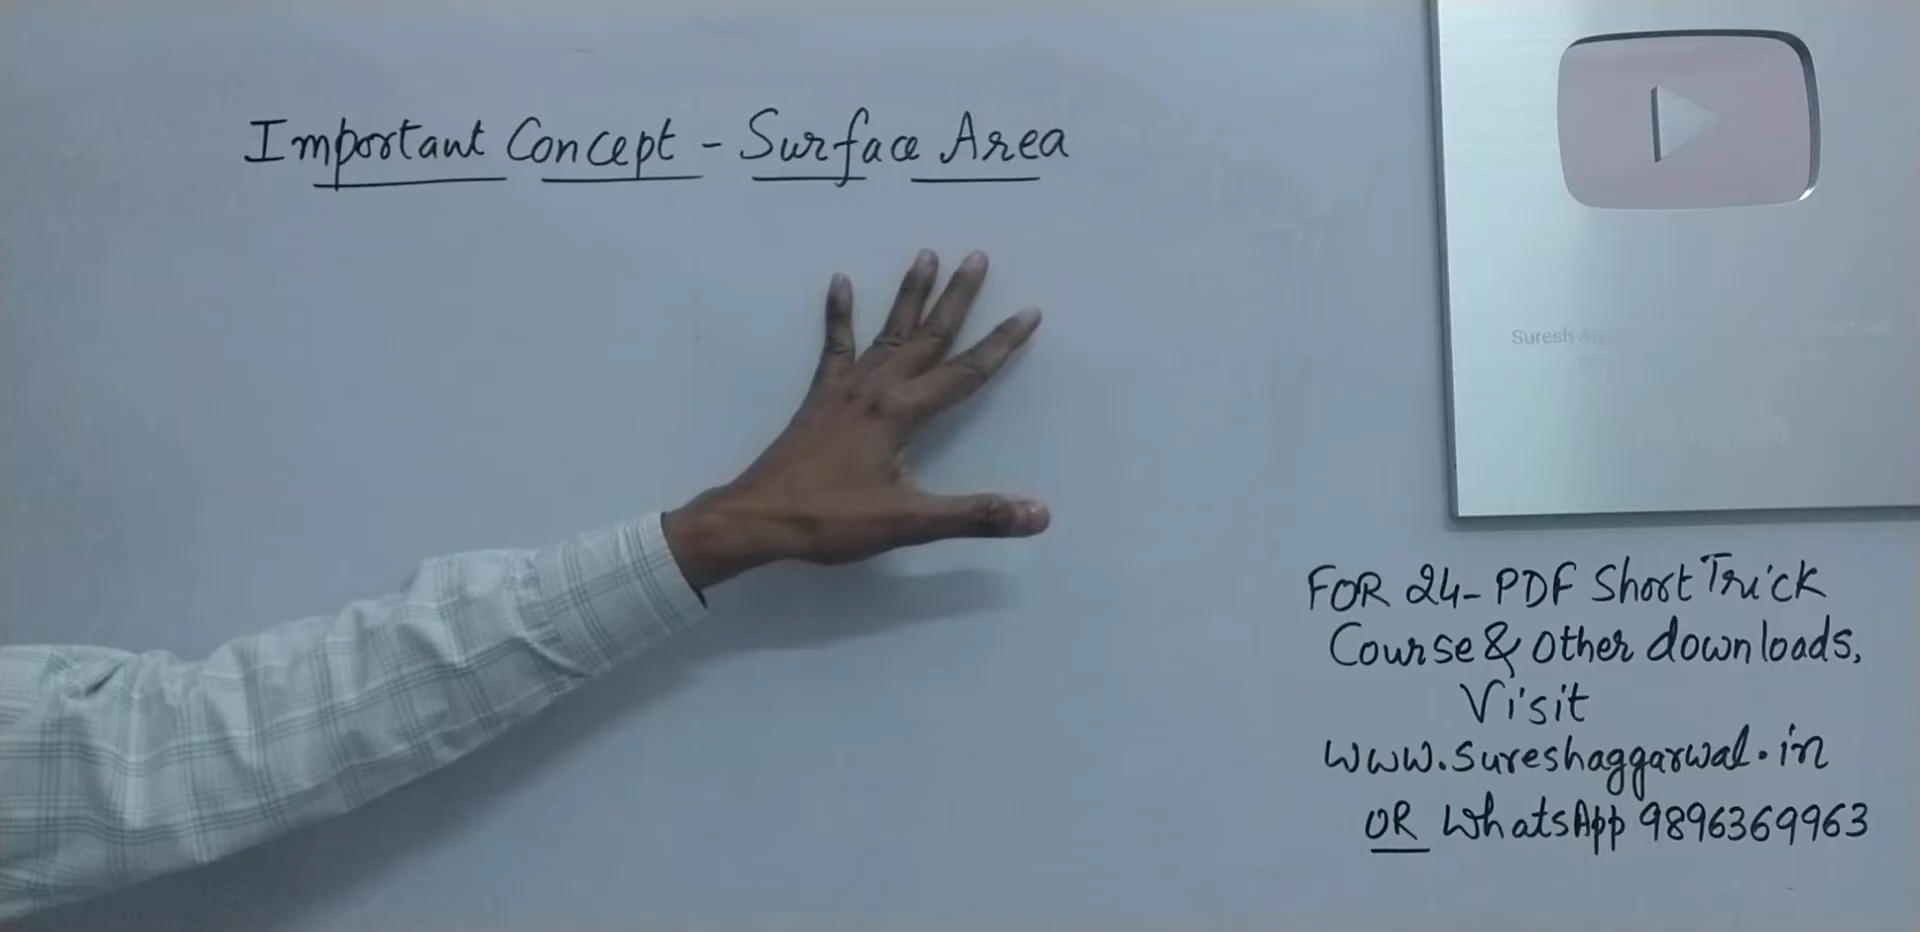 Important Concept - Surface Area
Suresh
FOR 24- PDF Short Trick
Course & Other downloads,
Visit
www.sureshaggarwal.in
OR WhatsApp 9896369963